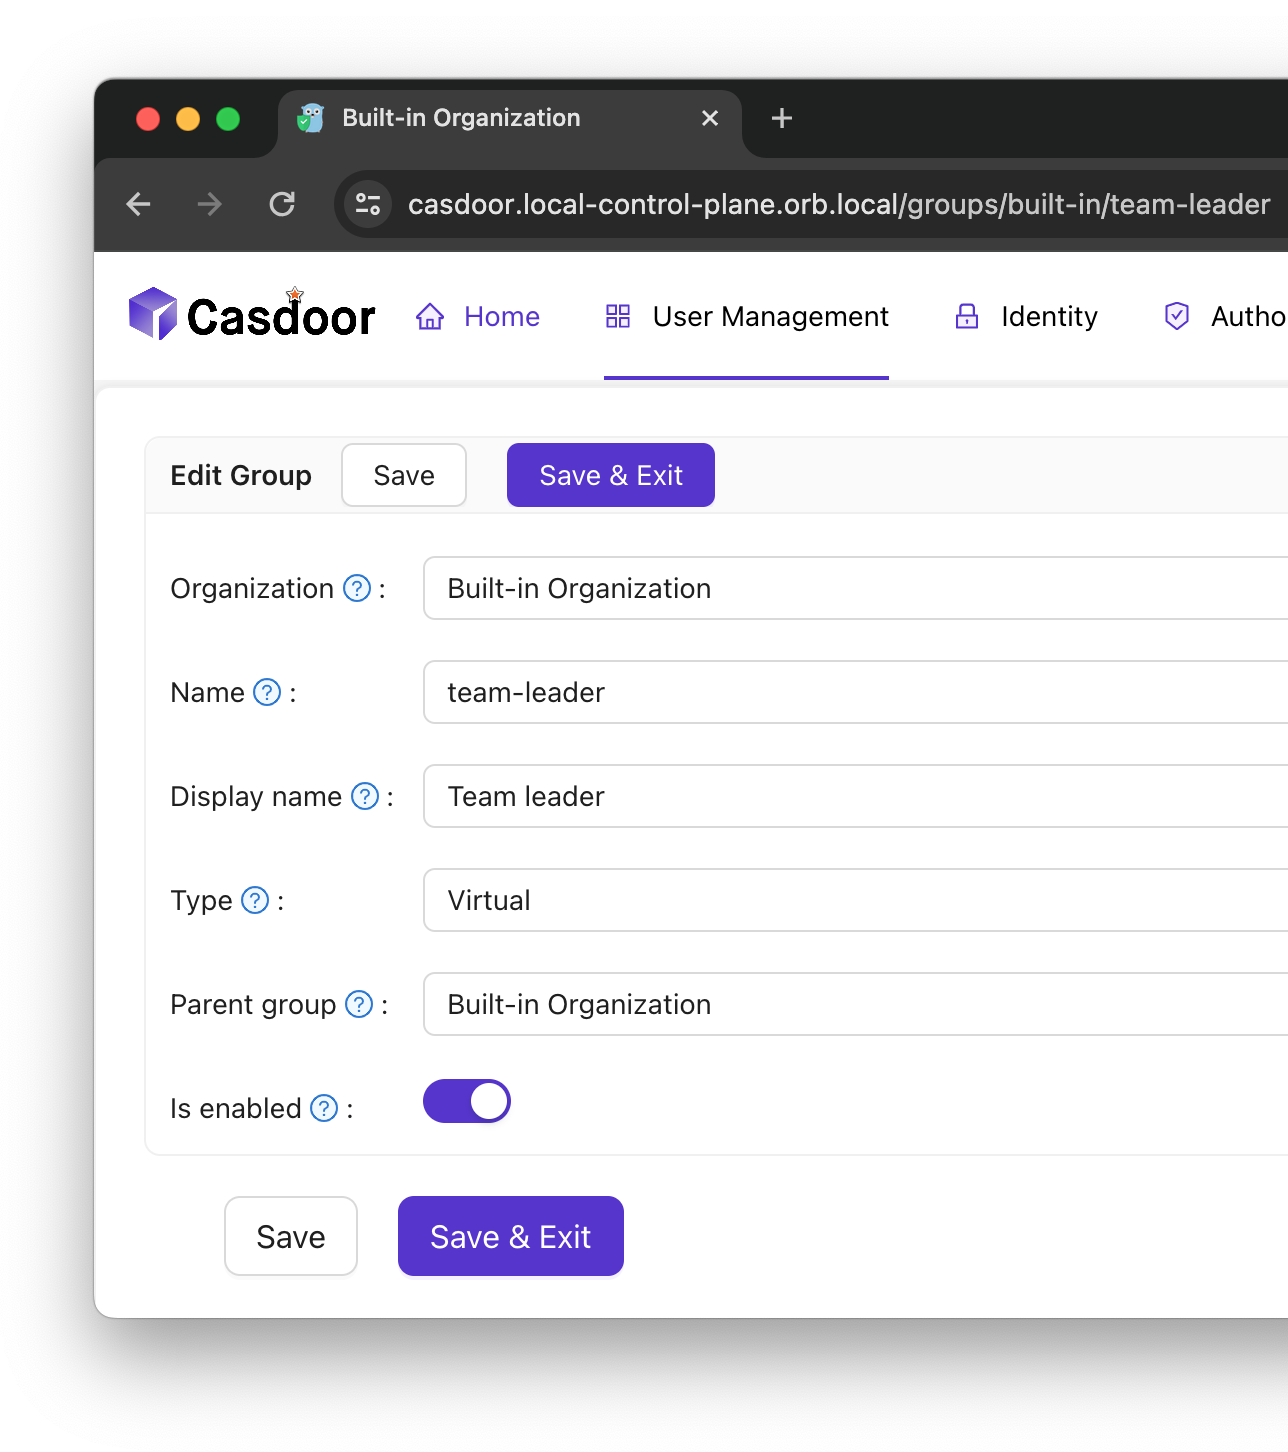 Built-in Organization
casdoor.local-control-plane.orb.local/groups/built-in/team-leader
Casdoor Home User Management Identity Autho
Edit Group Save Save & Exit
Organization ? : Built-in Organization
Name ? : team-leader
Display name ? : Team leader
Type ? : Virtual
Parent group ? : Built-in Organization
Is enabled ? :
Save Save & Exit